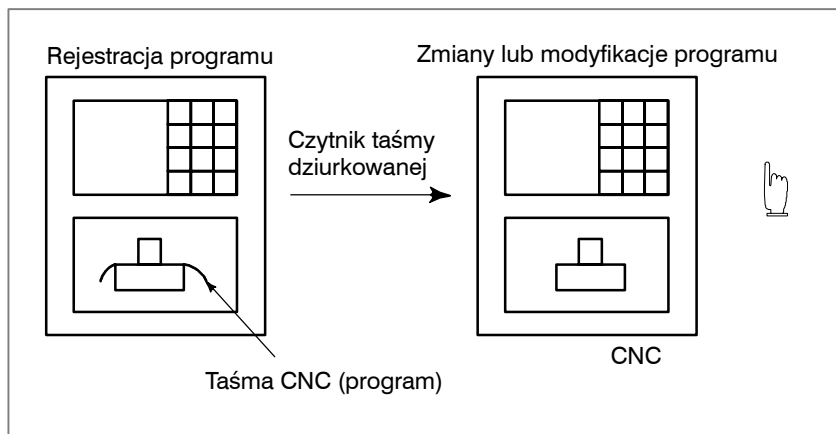 Rejestracja programu
Zmiany lub modyfikacje programu
Czytnik taśmy
dziurkowanej
CNC
Taśma CNC (program)